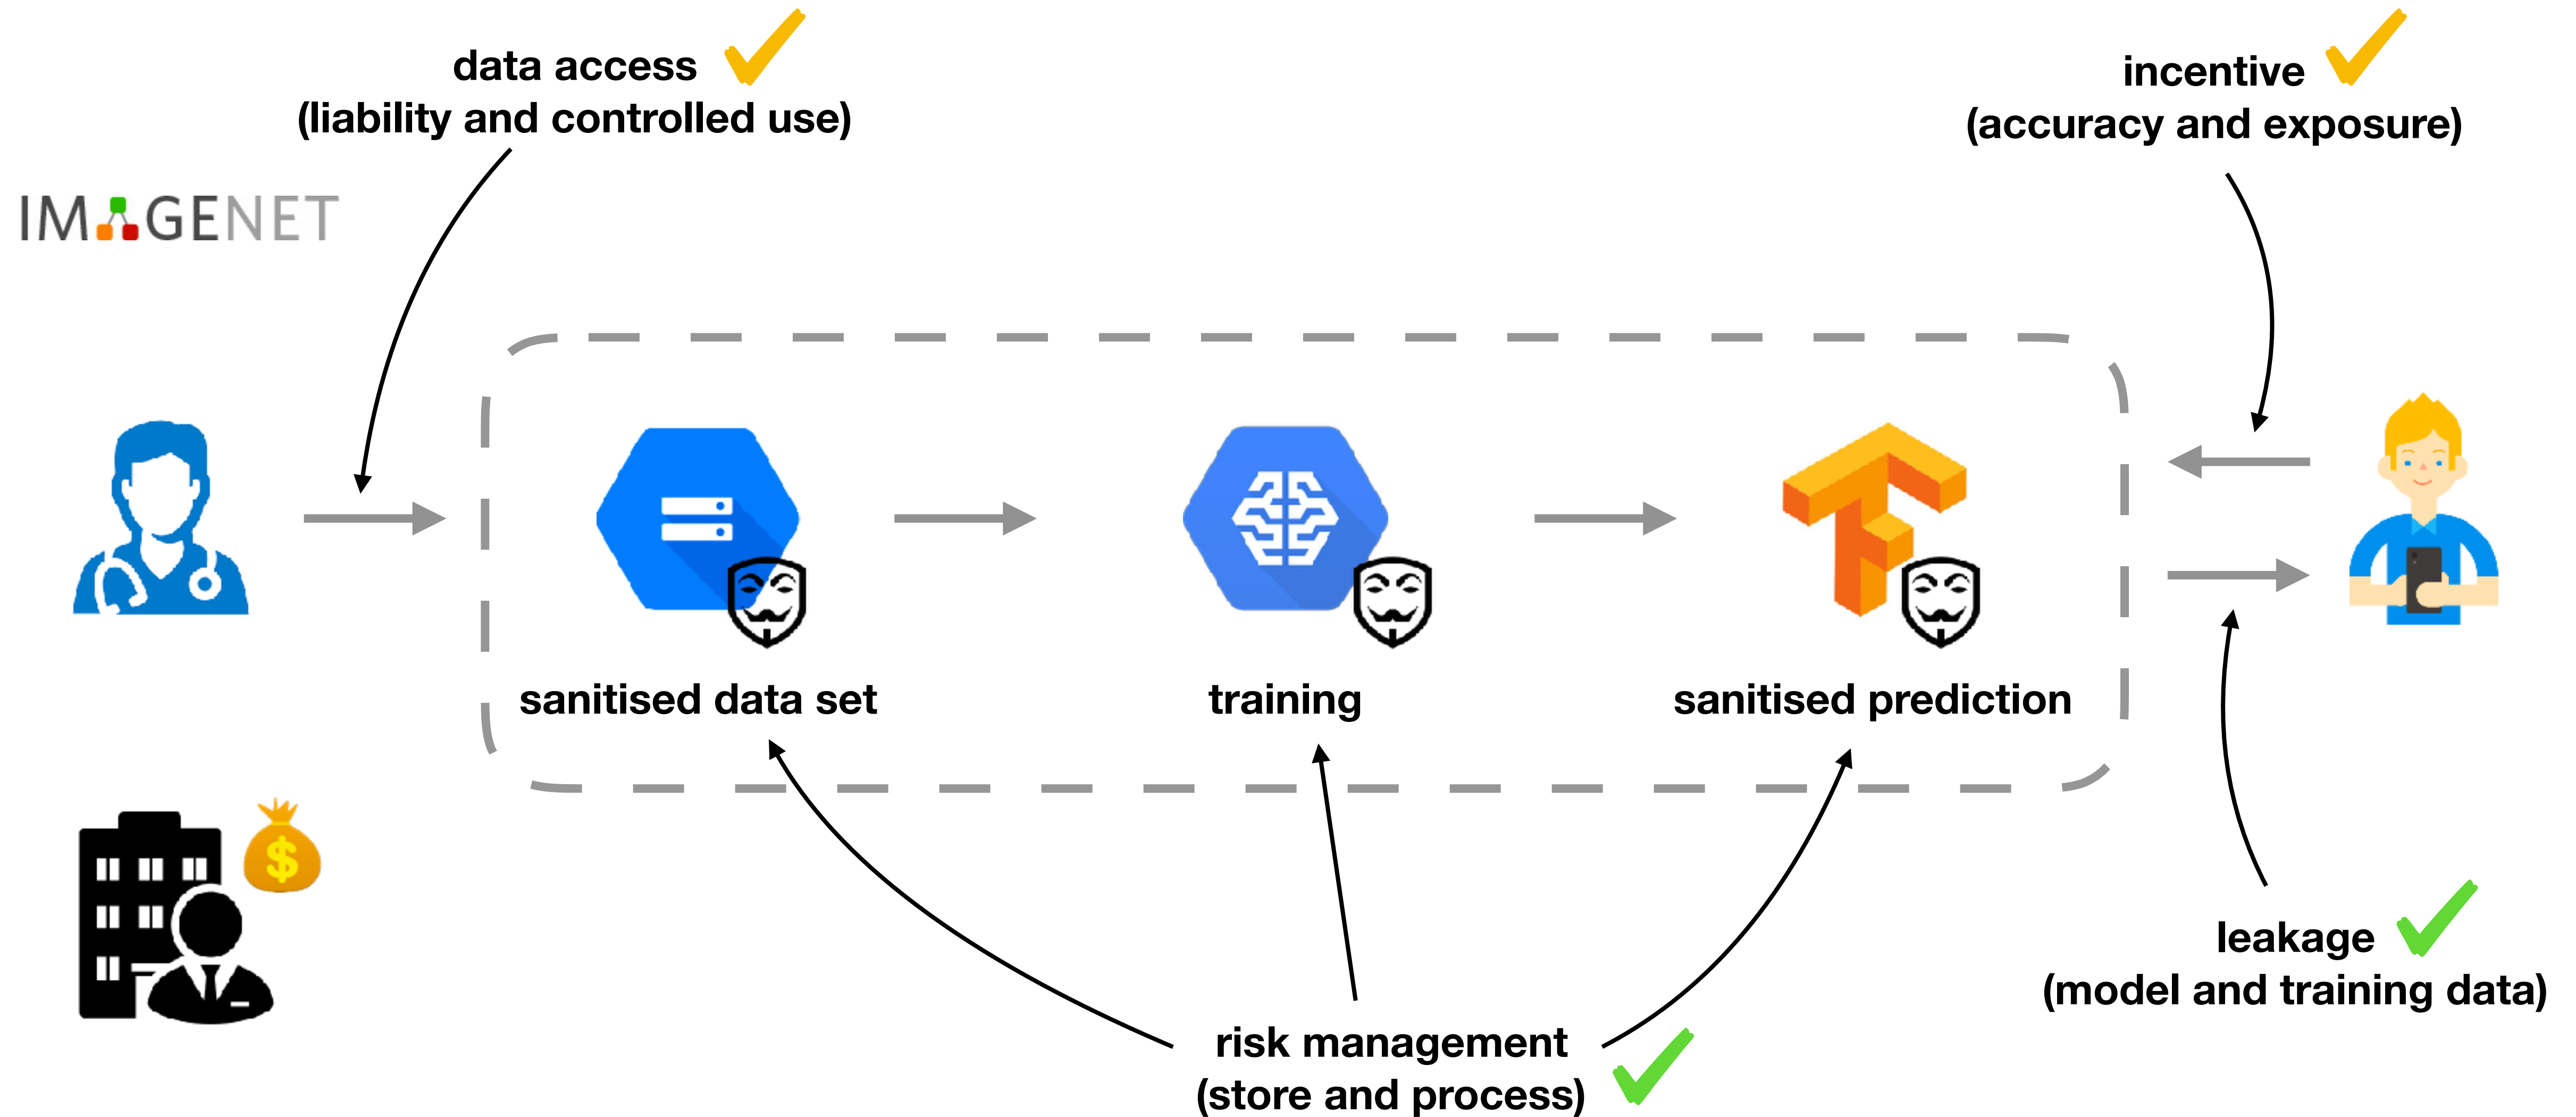 data access
(liability and controlled use)
incentive
(accuracy and exposure)
IMAGENET
sanitised data set
training
sanitised prediction
leakage
(model and training data)
risk management
(store and process)
$